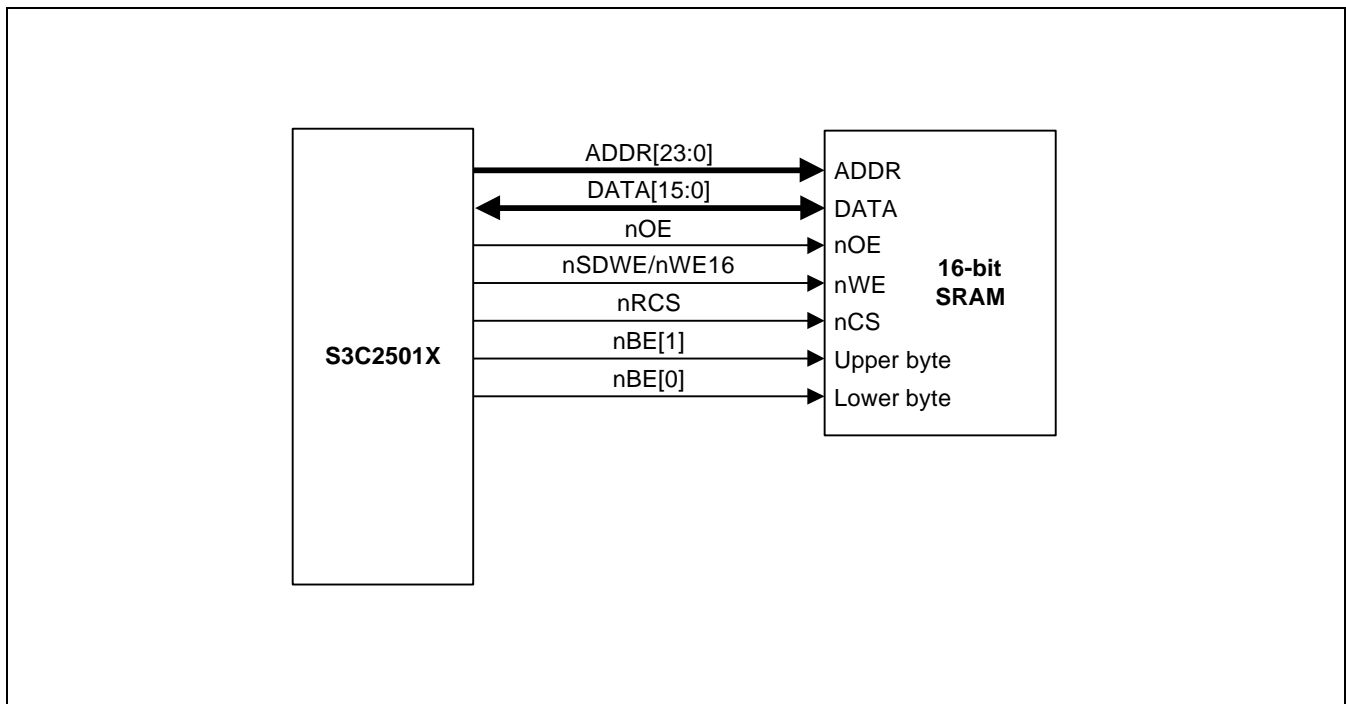 S3C2501X
ADDR[23:0]
DATA[15:0]
nOE
nSDWE/nWE16
nRCS
nBE[1]
nBE[0]
ADDR
DATA
nOE
nWE
nCS
Upper byte
Lower byte
16-bit
SRAM